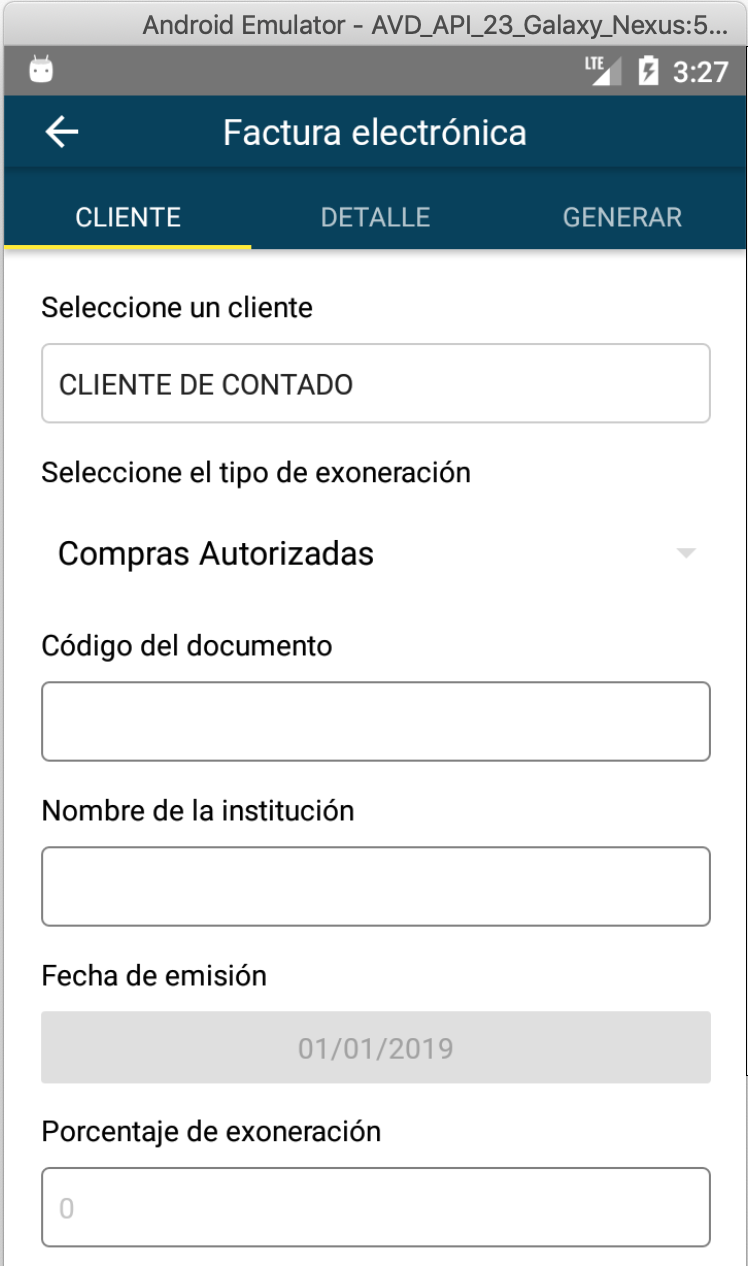 Android Emulator - AVD_API_23_Galaxy_Nexus:5...
LTE 3:27
Factura electrónica
CLIENTE DETALLE GENERAR
Seleccione un cliente
CLIENTE DE CONTADO
Seleccione el tipo de exoneración
Compras Autorizadas
Código del documento
Nombre de la institución
Fecha de emisión
01/01/2019
Porcentaje de exoneración
0